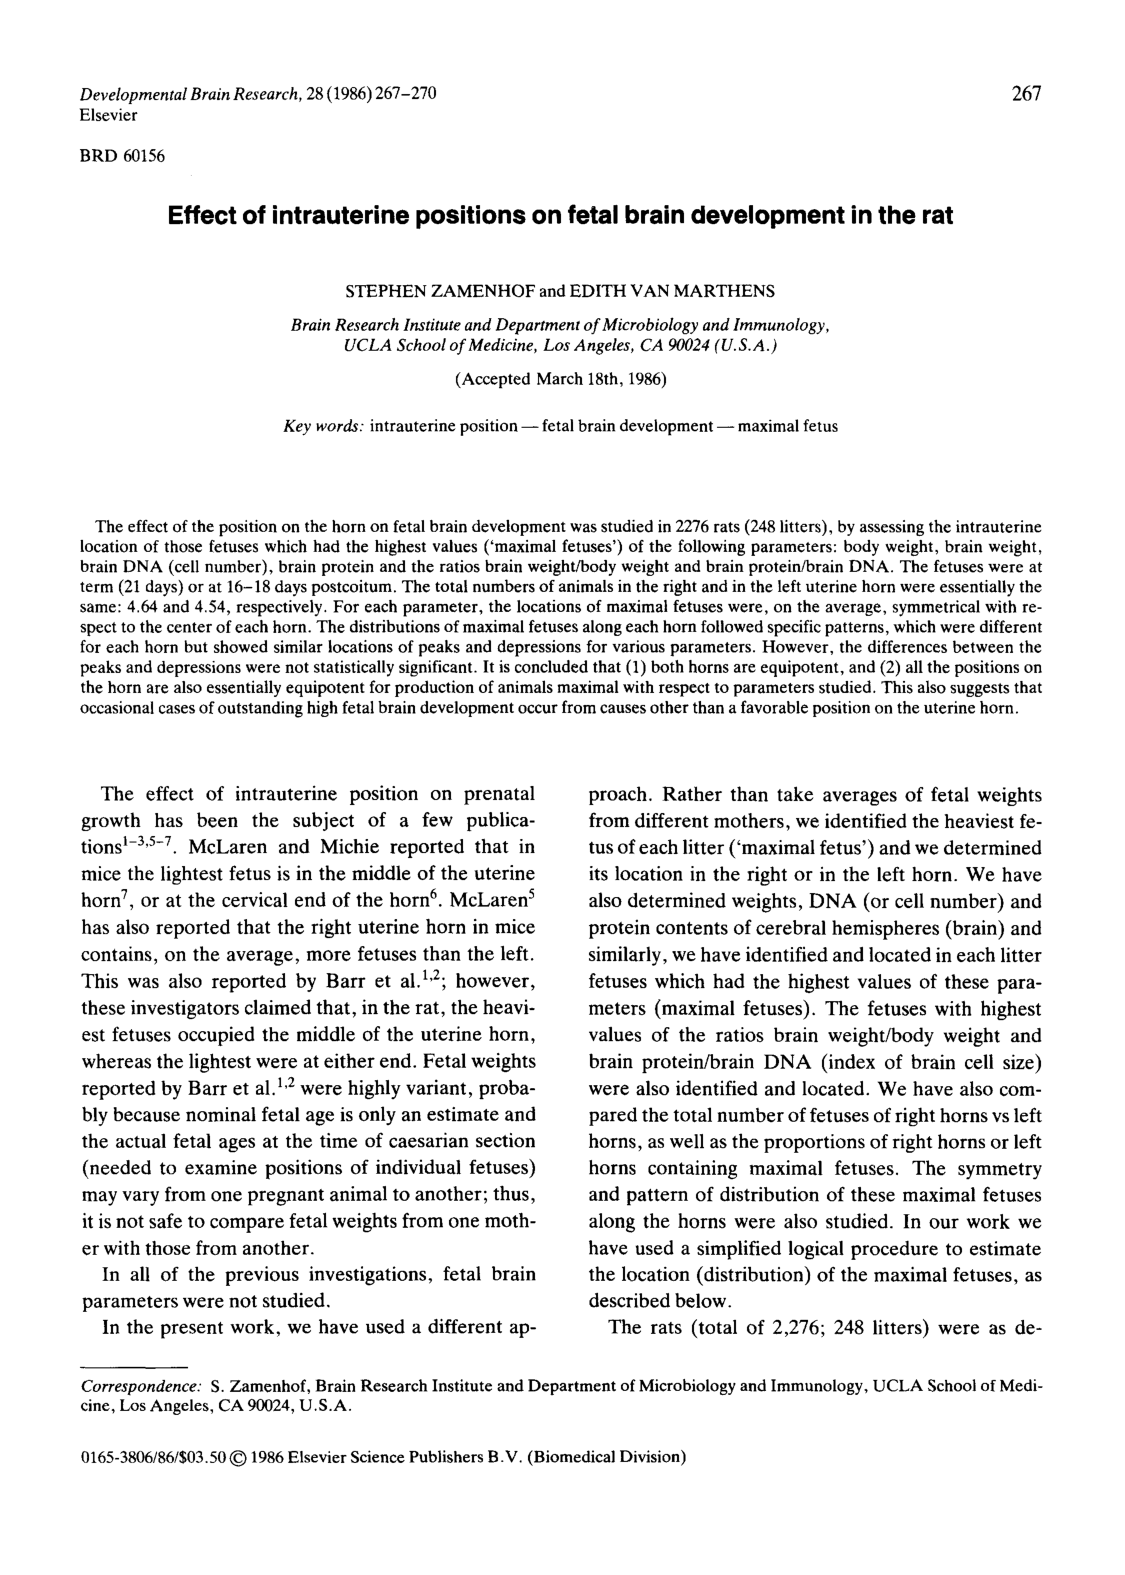 Developmental Brain Research, 28 (1986) 267–270
267
Elsevier
BRD 60156
Effect of intrauterine positions on fetal brain development in the rat
STEPHEN ZAMENHOF and EDITH VAN MARTHENS
Brain Research Institute and Department of Microbiology and Immunology,
UCLA School of Medicine, Los Angeles, CA 90024 (U.S.A.)
(Accepted March 18th, 1986)
Key words: intrauterine position — fetal brain development — maximal fetus
The effect of the position on the horn on fetal brain development was studied in 2276 rats (248 litters), by assessing the intrauterine
location of those fetuses which had the highest values (‘maximal fetuses’) of the following parameters: body weight, brain weight,
brain DNA (cell number), brain protein and the ratios brain weight/body weight and brain protein/brain DNA. The fetuses were at
term (21 days) or at 16–18 days postcoitum. The total numbers of animals in the right and in the left uterine horn were essentially the
same: 4.64 and 4.54, respectively. For each parameter, the locations of maximal fetuses were, on the average, symmetrical with re-
spect to the center of each horn. The distributions of maximal fetuses along each horn followed specific patterns, which were different
for each horn but showed similar locations of peaks and depressions for various parameters. However, the differences between the
peaks and depressions were not statistically significant. It is concluded that (1) both horns are equipotent, and (2) all the positions on
the horn are also essentially equipotent for production of animals maximal with respect to parameters studied. This also suggests that
occasional cases of outstanding high fetal brain development occur from causes other than a favorable position on the uterine horn.
The effect of intrauterine position on prenatal
growth has been the subject of a few publica-
tions1–3,5–7. McLaren and Michie reported that in
mice the lightest fetus is in the middle of the uterine
horn7, or at the cervical end of the horn6. McLaren5
has also reported that the right uterine horn in mice
contains, on the average, more fetuses than the left.
This was also reported by Barr et al.1,2; however,
these investigators claimed that, in the rat, the heavi-
est fetuses occupied the middle of the uterine horn,
whereas the lightest were at either end. Fetal weights
reported by Barr et al.1,2 were highly variant, proba-
bly because nominal fetal age is only an estimate and
the actual fetal ages at the time of caesarian section
(needed to examine positions of individual fetuses)
may vary from one pregnant animal to another; thus,
it is not safe to compare fetal weights from one moth-
er with those from another.
In all of the previous investigations, fetal brain
parameters were not studied.
In the present work, we have used a different ap-
proach. Rather than take averages of fetal weights
from different mothers, we identified the heaviest fe-
tus of each litter (‘maximal fetus’) and we determined
its location in the right or in the left horn. We have
also determined weights, DNA (or cell number) and
protein contents of cerebral hemispheres (brain) and
similarly, we have identified and located in each litter
fetuses which had the highest values of these para-
meters (maximal fetuses). The fetuses with highest
values of the ratios brain weight/body weight and
brain protein/brain DNA (index of brain cell size)
were also identified and located. We have also com-
pared the total number of fetuses of right horns vs left
horns, as well as the proportions of right horns or left
horns containing maximal fetuses. The symmetry
and pattern of distribution of these maximal fetuses
along the horns were also studied. In our work we
have used a simplified logical procedure to estimate
the location (distribution) of the maximal fetuses, as
described below.
The rats (total of 2,276; 248 litters) were as de-
Correspondence: S. Zamenhof, Brain Research Institute and Department of Microbiology and Immunology, UCLA School of Medi-
cine, Los Angeles, CA 90024, U.S.A.
0165-3806/86/$03.50 © 1986 Elsevier Science Publishers B.V. (Biomedical Division)